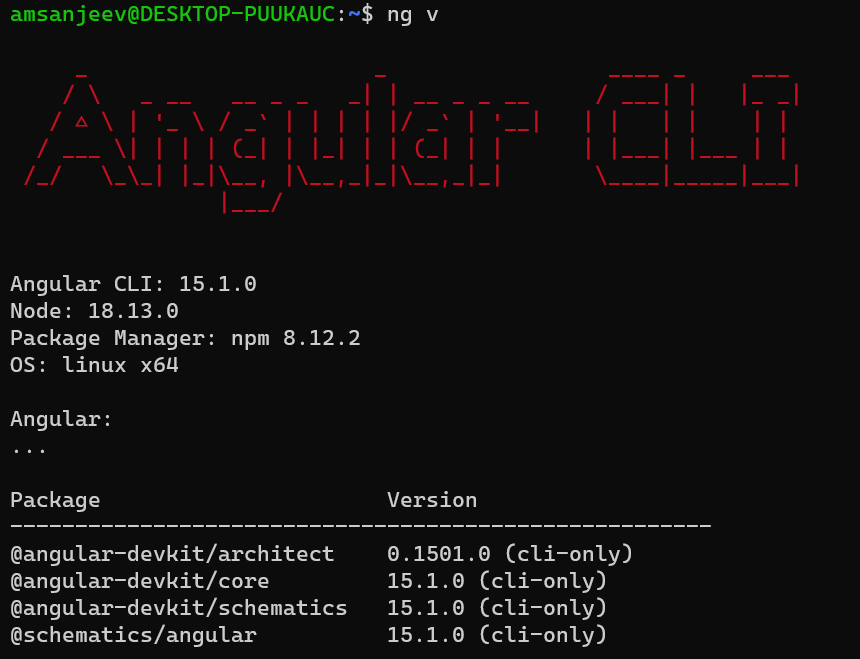 amsanjeev@DESKTOP-PUUKAUC:~$ ng v
Angular CLI
Angular CLI: 15.1.0
Node: 18.13.0
Package Manager: npm 8.12.2
OS: linux x64
Angular:
...
Package Version
------------------------------------------------------
@angular-devkit/architect 0.1501.0 (cli-only)
@angular-devkit/core 15.1.0 (cli-only)
@angular-devkit/schematics 15.1.0 (cli-only)
@schematics/angular 15.1.0 (cli-only)